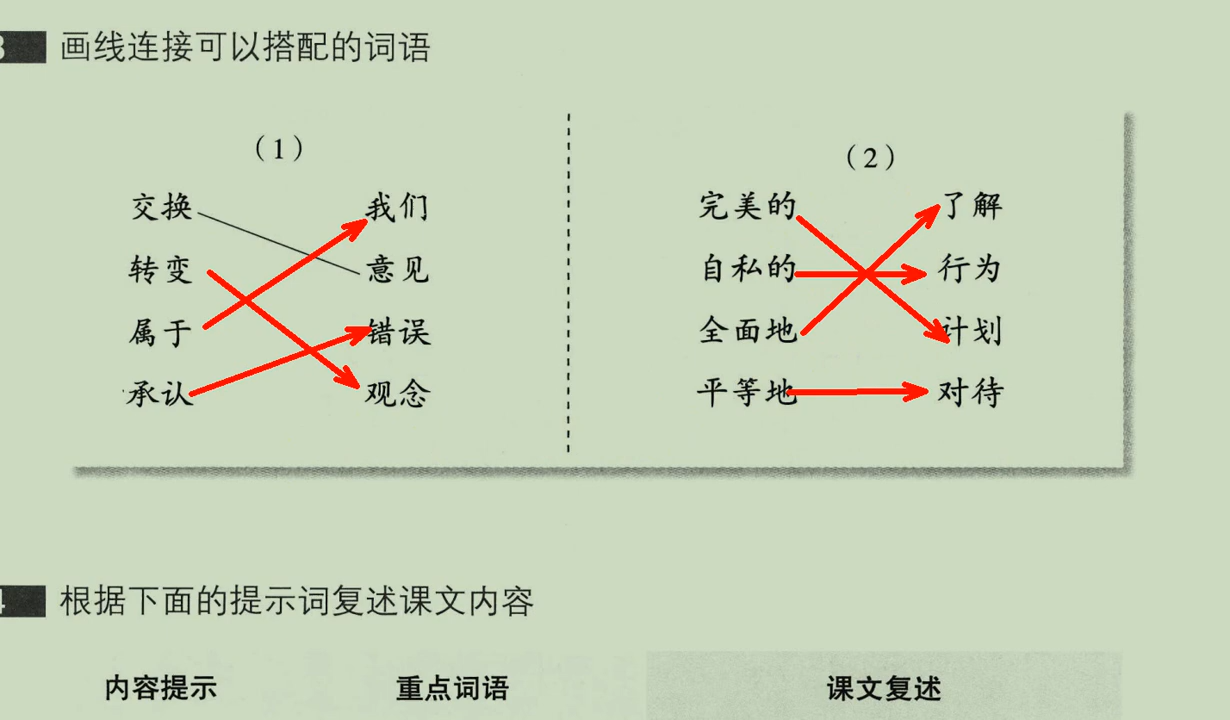 3 画线连接可以搭配的词语
（1）
交换 我们
转变 意见
属于 错误
承认 观念
（2）
完美的 了解
自私的 行为
全面地 计划
平等地 对待
4 根据下面的提示词复述课文内容
内容提示 重点词语 课文复述